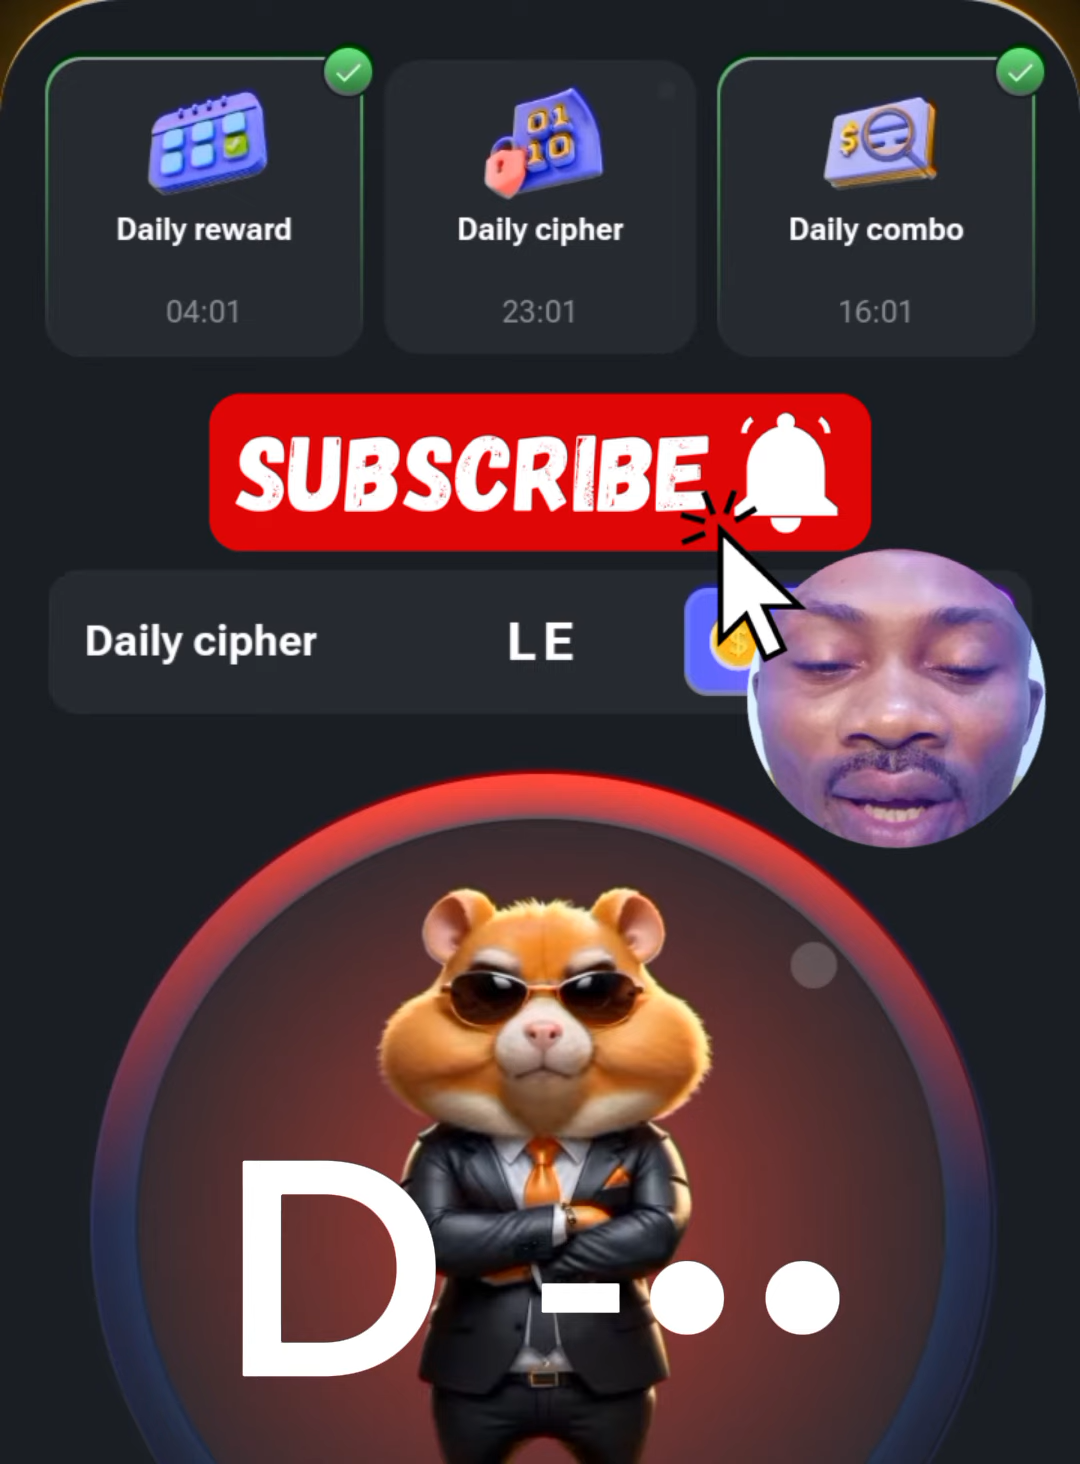 Daily reward
Daily cipher
Daily combo
04:01
23:01
16:01
SUBSCRIBE
Daily cipher
LE
D -••